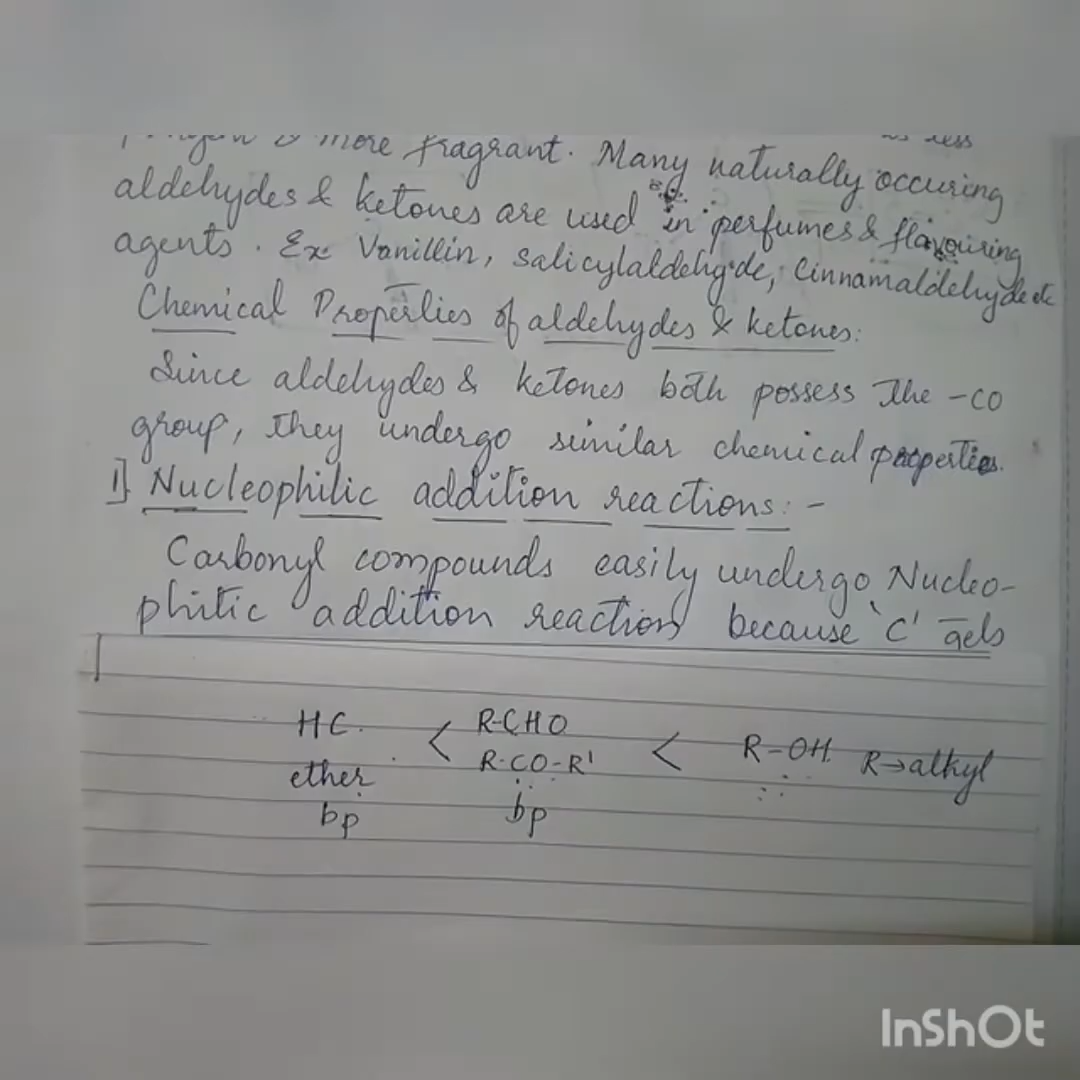 is more fragrant. Many naturally occuring
aldehydes & ketones are used in perfumes & flavouring
agents. Ex Vanillin, Salicylaldehyde, Cinnamaldehyde etc
Chemical Properties of aldehydes & ketones:
Since aldehydes & ketones both possess the -CO
group, they undergo similar chemical properties.
1] Nucleophilic addition reactions:-
Carbonyl compounds easily undergo Nucleo-
philic addition reaction because 'C' gets
HC. < R-CHO < R-OH. R→alkyl
ether R-CO-R'
bp bp
InShOt